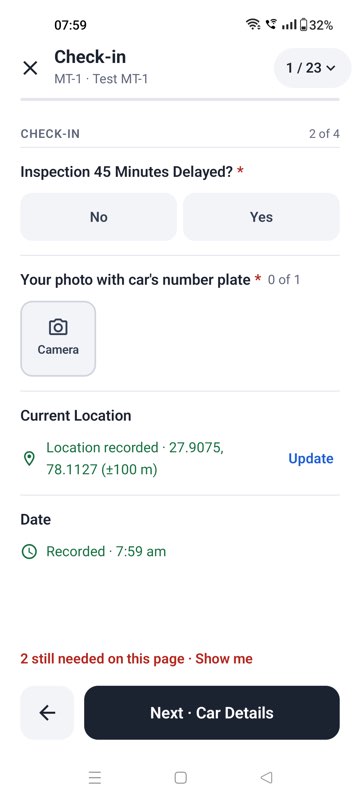 07:59
32%
Check-in
MT-1 · Test MT-1
1 / 23
CHECK-IN
2 of 4
Inspection 45 Minutes Delayed? *
No
Yes
Your photo with car's number plate * 0 of 1
Camera
Current Location
Location recorded · 27.9075,
78.1127 (±100 m)
Update
Date
Recorded · 7:59 am
2 still needed on this page · Show me
Next · Car Details